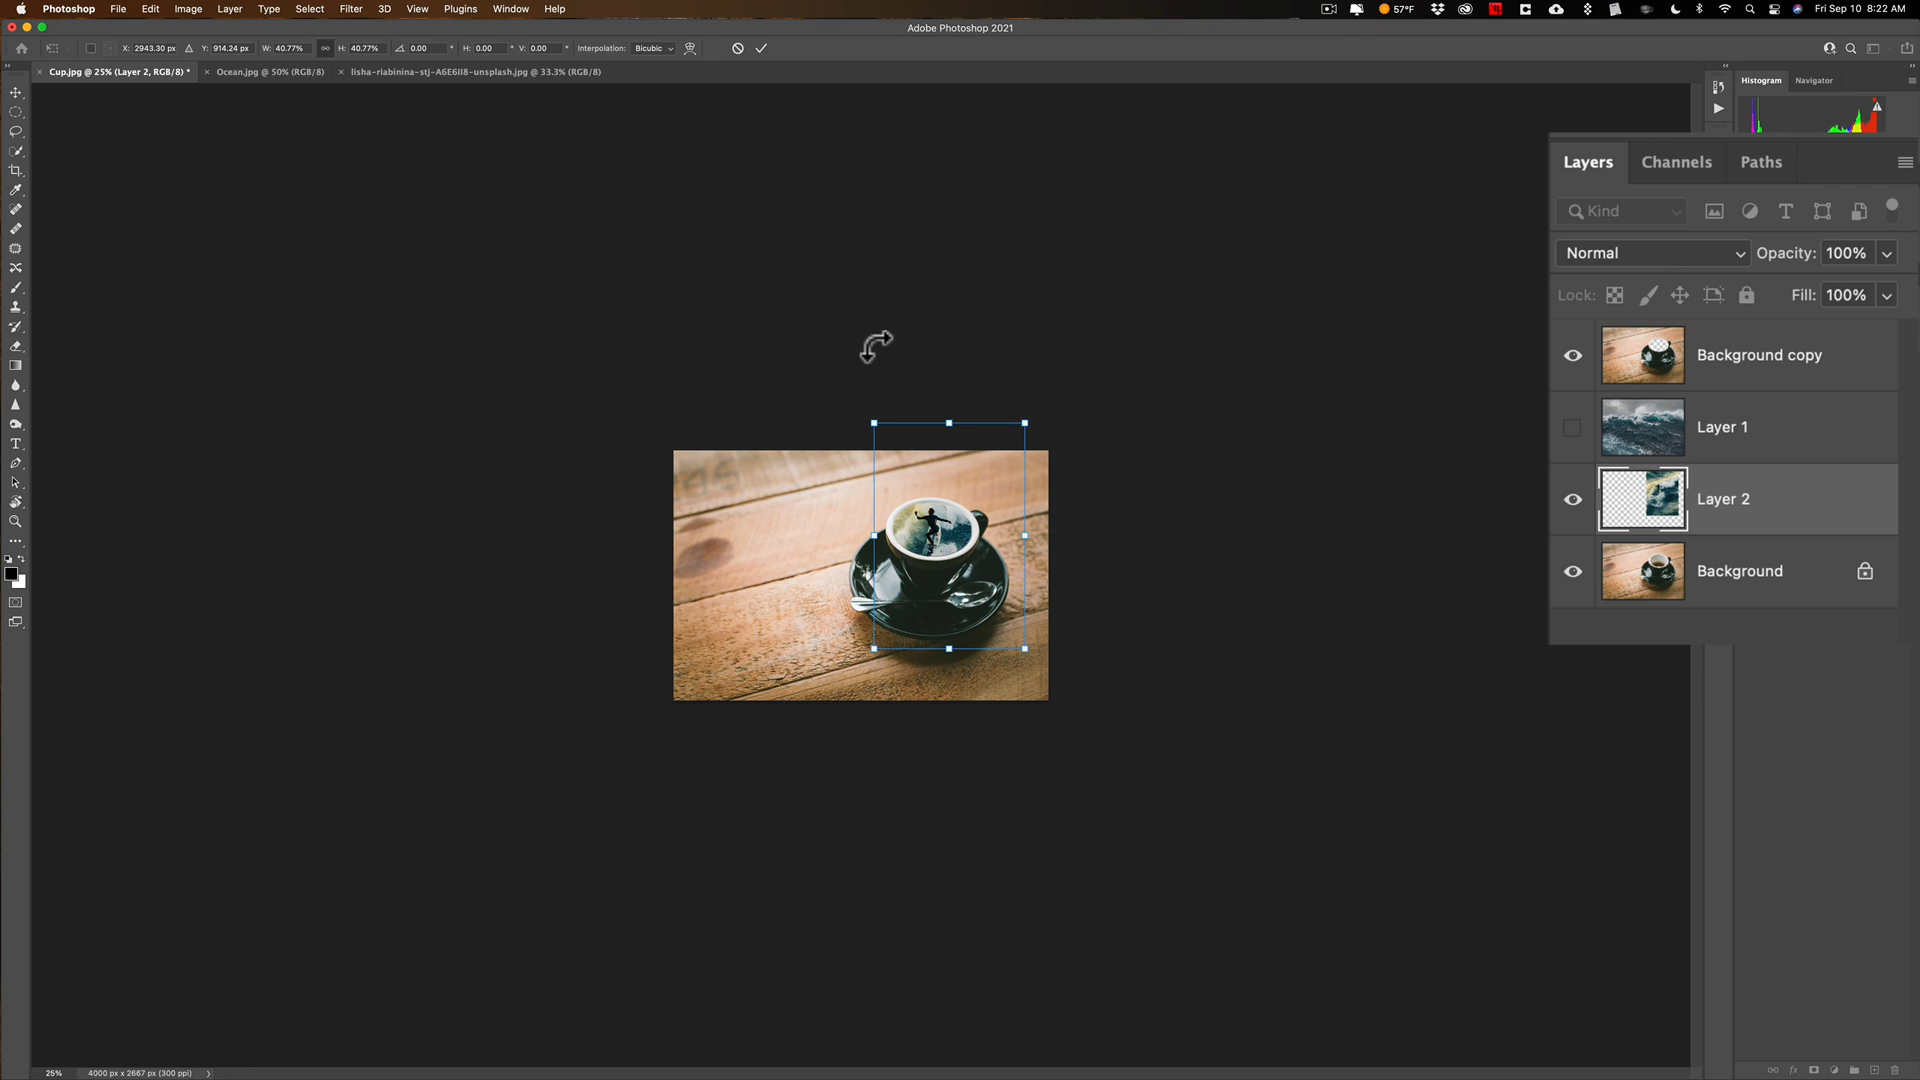 Photoshop File Edit Image Layer Type Select Filter 3D View Plugins Window Help 57°F Fri Sep 10 8:22 AM
Adobe Photoshop 2021
X: 2943.30 px Y: 914.24 px W: 40.77% H: 40.77% 0.00 ° H: 0.00 ° V: 0.00 ° Interpolation: Bicubic
Cup.jpg @ 25% (Layer 2, RGB/8) * Ocean.jpg @ 50% (RGB/8) lisha-riabinina-stj-A6E6II8-unsplash.jpg @ 33.3% (RGB/8)
Histogram Navigator
Layers Channels Paths
Kind
Normal Opacity: 100%
Lock: Fill: 100%
Background copy
Layer 1
Layer 2
Background
25% 4000 px x 2667 px (300 ppi)